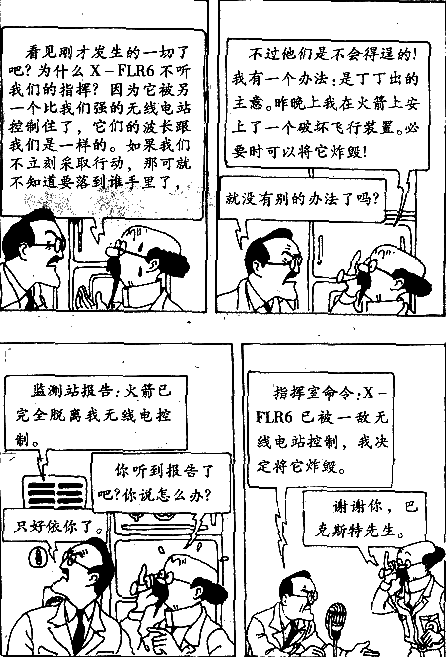 看见刚才发生的一切了
吧？为什么X－FLR6不听
我们的指挥？因为它被另
一个比我们强的无线电站
控制住了，它们的波长跟
我们是一样的。如果我们
不立刻采取行动，那可就
不知道要落到谁手里了，
不过他们是不会得逞的！
我有一个办法：是丁丁出的
主意。昨晚上我在火箭上安
上了一个破坏飞行装置。必
要时可以将它炸毁！
就没有别的办法了吗？
监测站报告：火箭已
完全脱离我无线电控
制。
你听到报告了
吧？你说怎么办？
只好依你了。
指挥室命令：X－
FLR6已被一敌无
线电站控制，我决
定将它炸毁。
谢谢你，巴
克斯特先生。